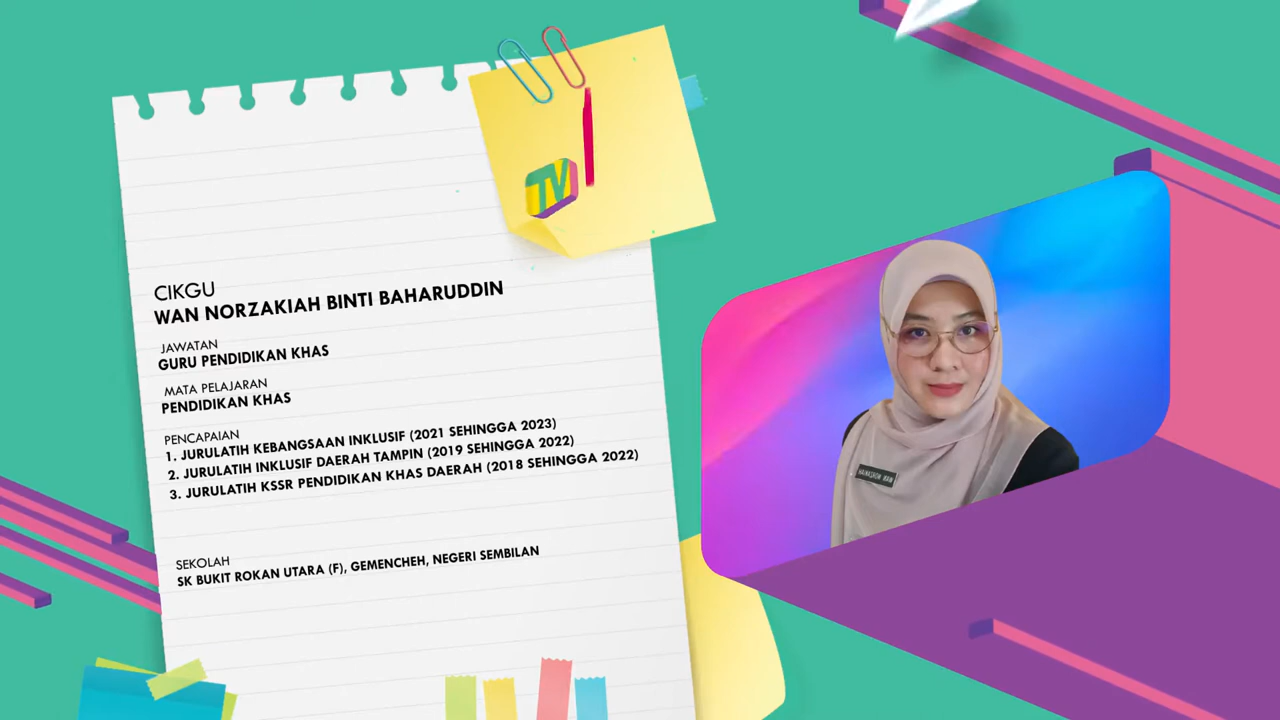 TV
CIKGU
WAN NORZAKIAH BINTI BAHARUDDIN
JAWATAN
GURU PENDIDIKAN KHAS
MATA PELAJARAN
PENDIDIKAN KHAS
PENCAPAIAN
1. JURULATIH KEBANGSAAN INKLUSIF (2021 SEHINGGA 2023)
2. JURULATIH INKLUSIF DAERAH TAMPIN (2019 SEHINGGA 2022)
3. JURULATIH KSSR PENDIDIKAN KHAS DAERAH (2018 SEHINGGA 2022)
SEKOLAH
SK BUKIT ROKAN UTARA (F), GEMENCHEH, NEGERI SEMBILAN